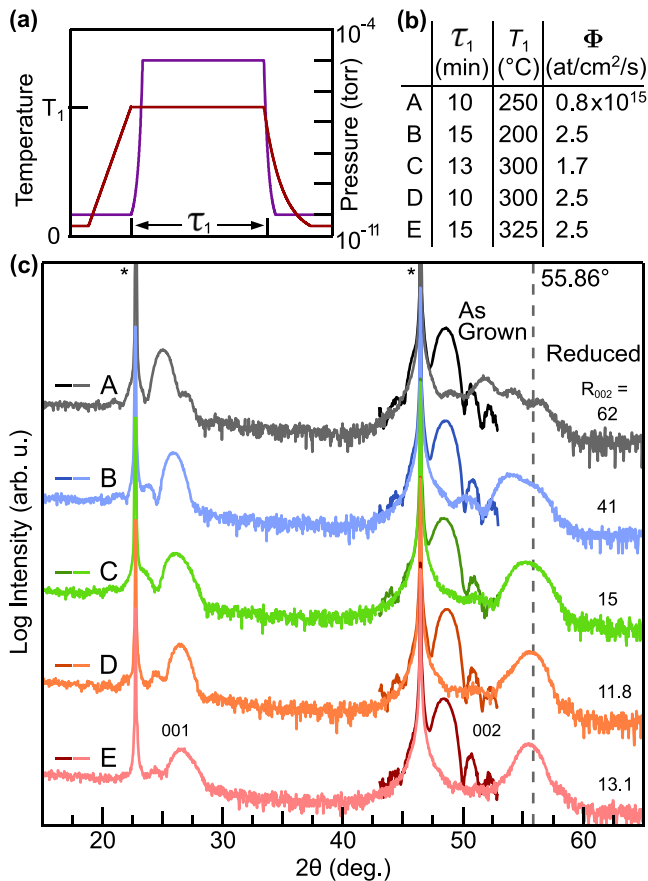 (a)
Temperature
T₁
0
τ₁
10⁻⁴
Pressure (torr)
10⁻¹¹
(b)
τ₁ T₁ Φ
(min) (°C) (at/cm²/s)
A 10 250 0.8x10¹⁵
B 15 200 2.5
C 13 300 1.7
D 10 300 2.5
E 15 325 2.5
(c)
* *
55.86°
As
Grown
Reduced
R₀₀₂ =
A 62
B 41
C 15
D 11.8
001 002
E 13.1
Log Intensity (arb. u.)
20 30 40 50 60
2θ (deg.)